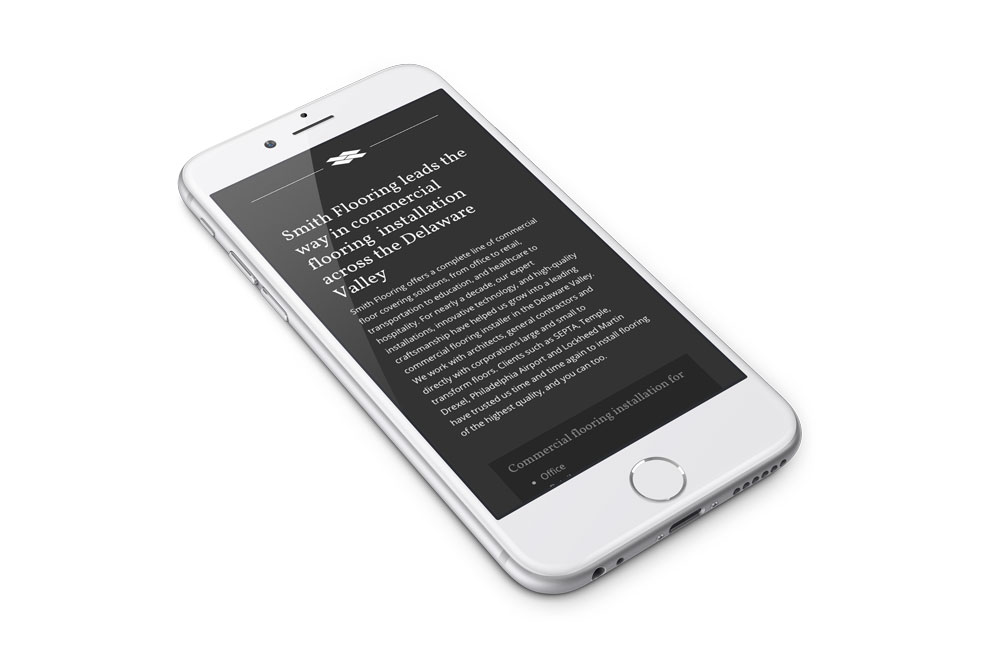 Smith Flooring leads the
way in commercial
flooring installation
across the Delaware
Valley
Smith Flooring offers a complete line of commercial
floor covering solutions, from office to retail,
transportation to education, and healthcare to
hospitality. For nearly a decade, our expert
installations, innovative technology, and high-quality
craftsmanship have helped us grow into a leading
commercial flooring installer in the Delaware Valley.
We work with architects, general contractors and
directly with corporations large and small to
transform floors. Clients such as SEPTA, Temple,
Drexel, Philadelphia Airport and Lockheed Martin
have trusted us time and time again to install flooring
of the highest quality, and you can too.
Commercial flooring installation for
• Office